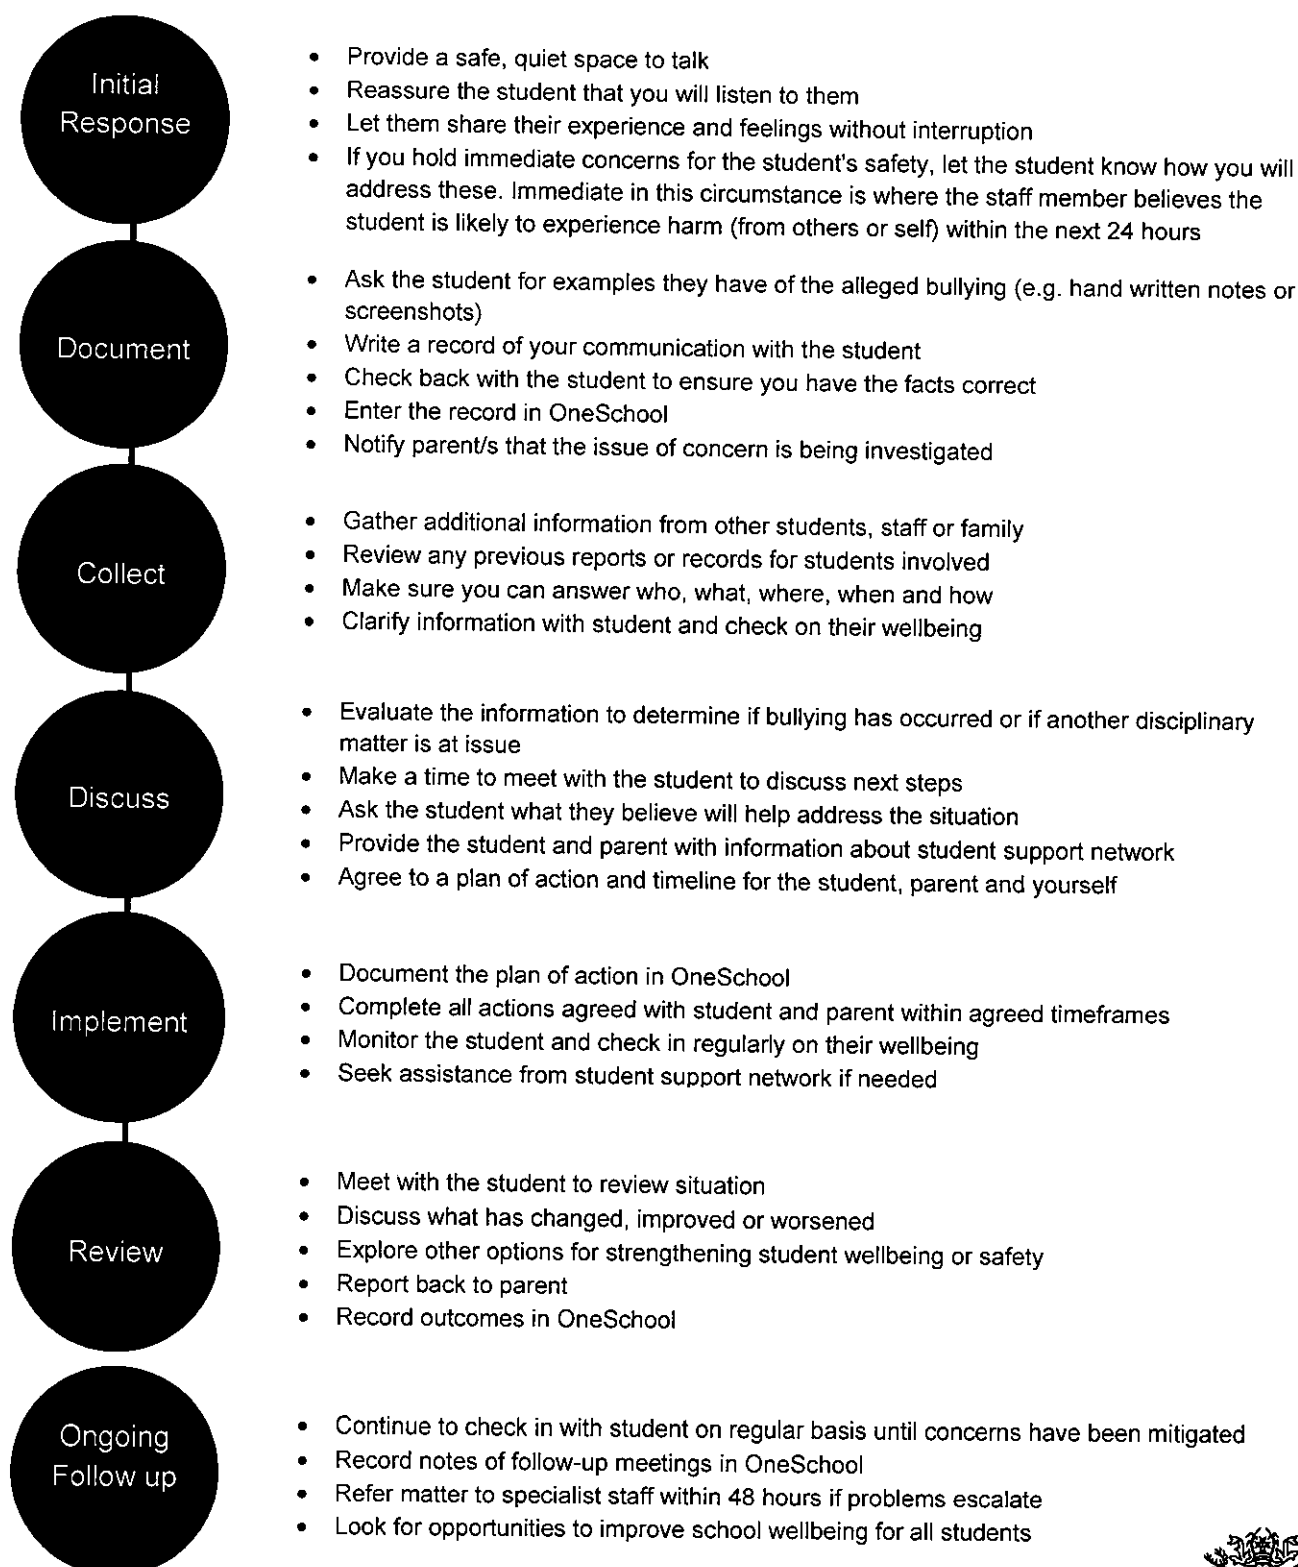 Initial
Response
• Provide a safe, quiet space to talk
• Reassure the student that you will listen to them
• Let them share their experience and feelings without interruption
• If you hold immediate concerns for the student's safety, let the student know how you will
address these. Immediate in this circumstance is where the staff member believes the
student is likely to experience harm (from others or self) within the next 24 hours
Document
• Ask the student for examples they have of the alleged bullying (e.g. hand written notes or
screenshots)
• Write a record of your communication with the student
• Check back with the student to ensure you have the facts correct
• Enter the record in OneSchool
• Notify parent/s that the issue of concern is being investigated
Collect
• Gather additional information from other students, staff or family
• Review any previous reports or records for students involved
• Make sure you can answer who, what, where, when and how
• Clarify information with student and check on their wellbeing
Discuss
• Evaluate the information to determine if bullying has occurred or if another disciplinary
matter is at issue
• Make a time to meet with the student to discuss next steps
• Ask the student what they believe will help address the situation
• Provide the student and parent with information about student support network
• Agree to a plan of action and timeline for the student, parent and yourself
Implement
• Document the plan of action in OneSchool
• Complete all actions agreed with student and parent within agreed timeframes
• Monitor the student and check in regularly on their wellbeing
• Seek assistance from student support network if needed
Review
• Meet with the student to review situation
• Discuss what has changed, improved or worsened
• Explore other options for strengthening student wellbeing or safety
• Report back to parent
• Record outcomes in OneSchool
Ongoing
Follow up
• Continue to check in with student on regular basis until concerns have been mitigated
• Record notes of follow-up meetings in OneSchool
• Refer matter to specialist staff within 48 hours if problems escalate
• Look for opportunities to improve school wellbeing for all students